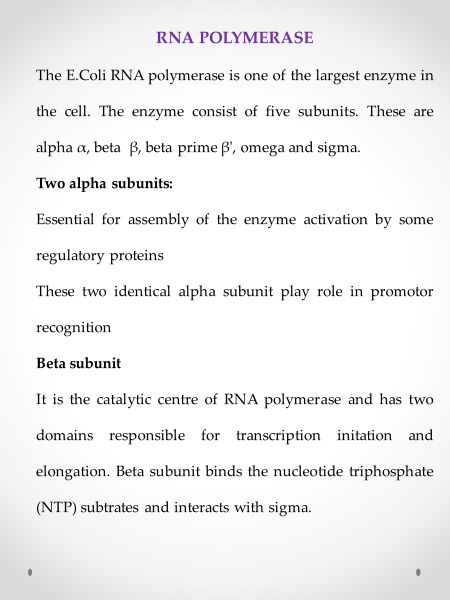 RNA POLYMERASE
The E.Coli RNA polymerase is one of the largest enzyme in
the cell. The enzyme consist of five subunits. These are
alpha α, beta β, beta prime β', omega and sigma.
Two alpha subunits:
Essential for assembly of the enzyme activation by some
regulatory proteins
These two identical alpha subunit play role in promotor
recognition
Beta subunit
It is the catalytic centre of RNA polymerase and has two
domains responsible for transcription initation and
elongation. Beta subunit binds the nucleotide triphosphate
(NTP) subtrates and interacts with sigma.